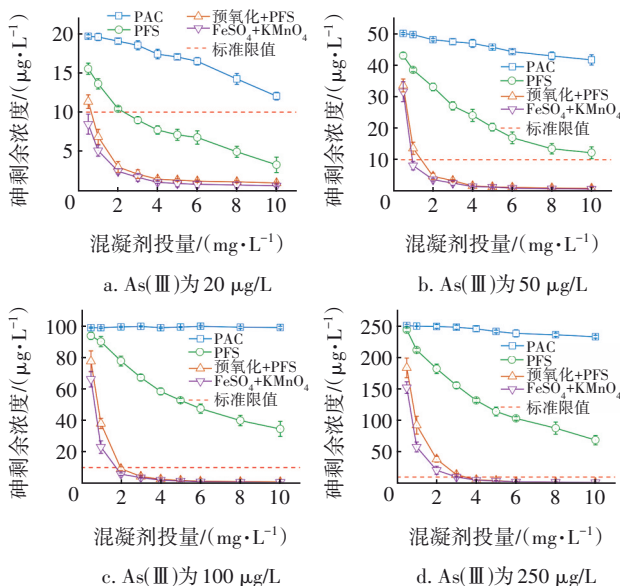 砷剩余浓度/(μg·L⁻¹)
20
15
10
5
0
PAC
PFS
预氧化+PFS
FeSO₄+KMnO₄
标准限值
0 2 4 6 8 10
混凝剂投量/(mg·L⁻¹)
a. As(Ⅲ)为 20 μg/L
砷剩余浓度/(μg·L⁻¹)
50
40
30
20
10
0
PAC
PFS
预氧化+PFS
FeSO₄+KMnO₄
标准限值
0 2 4 6 8 10
混凝剂投量/(mg·L⁻¹)
b. As(Ⅲ)为 50 μg/L
砷剩余浓度/(μg·L⁻¹)
100
80
60
40
20
0
PAC
PFS
预氧化+PFS
FeSO₄+KMnO₄
标准限值
0 2 4 6 8 10
混凝剂投量/(mg·L⁻¹)
c. As(Ⅲ)为 100 μg/L
砷剩余浓度/(μg·L⁻¹)
250
200
150
100
50
0
PAC
PFS
预氧化+PFS
FeSO₄+KMnO₄
标准限值
0 2 4 6 8 10
混凝剂投量/(mg·L⁻¹)
d. As(Ⅲ)为 250 μg/L